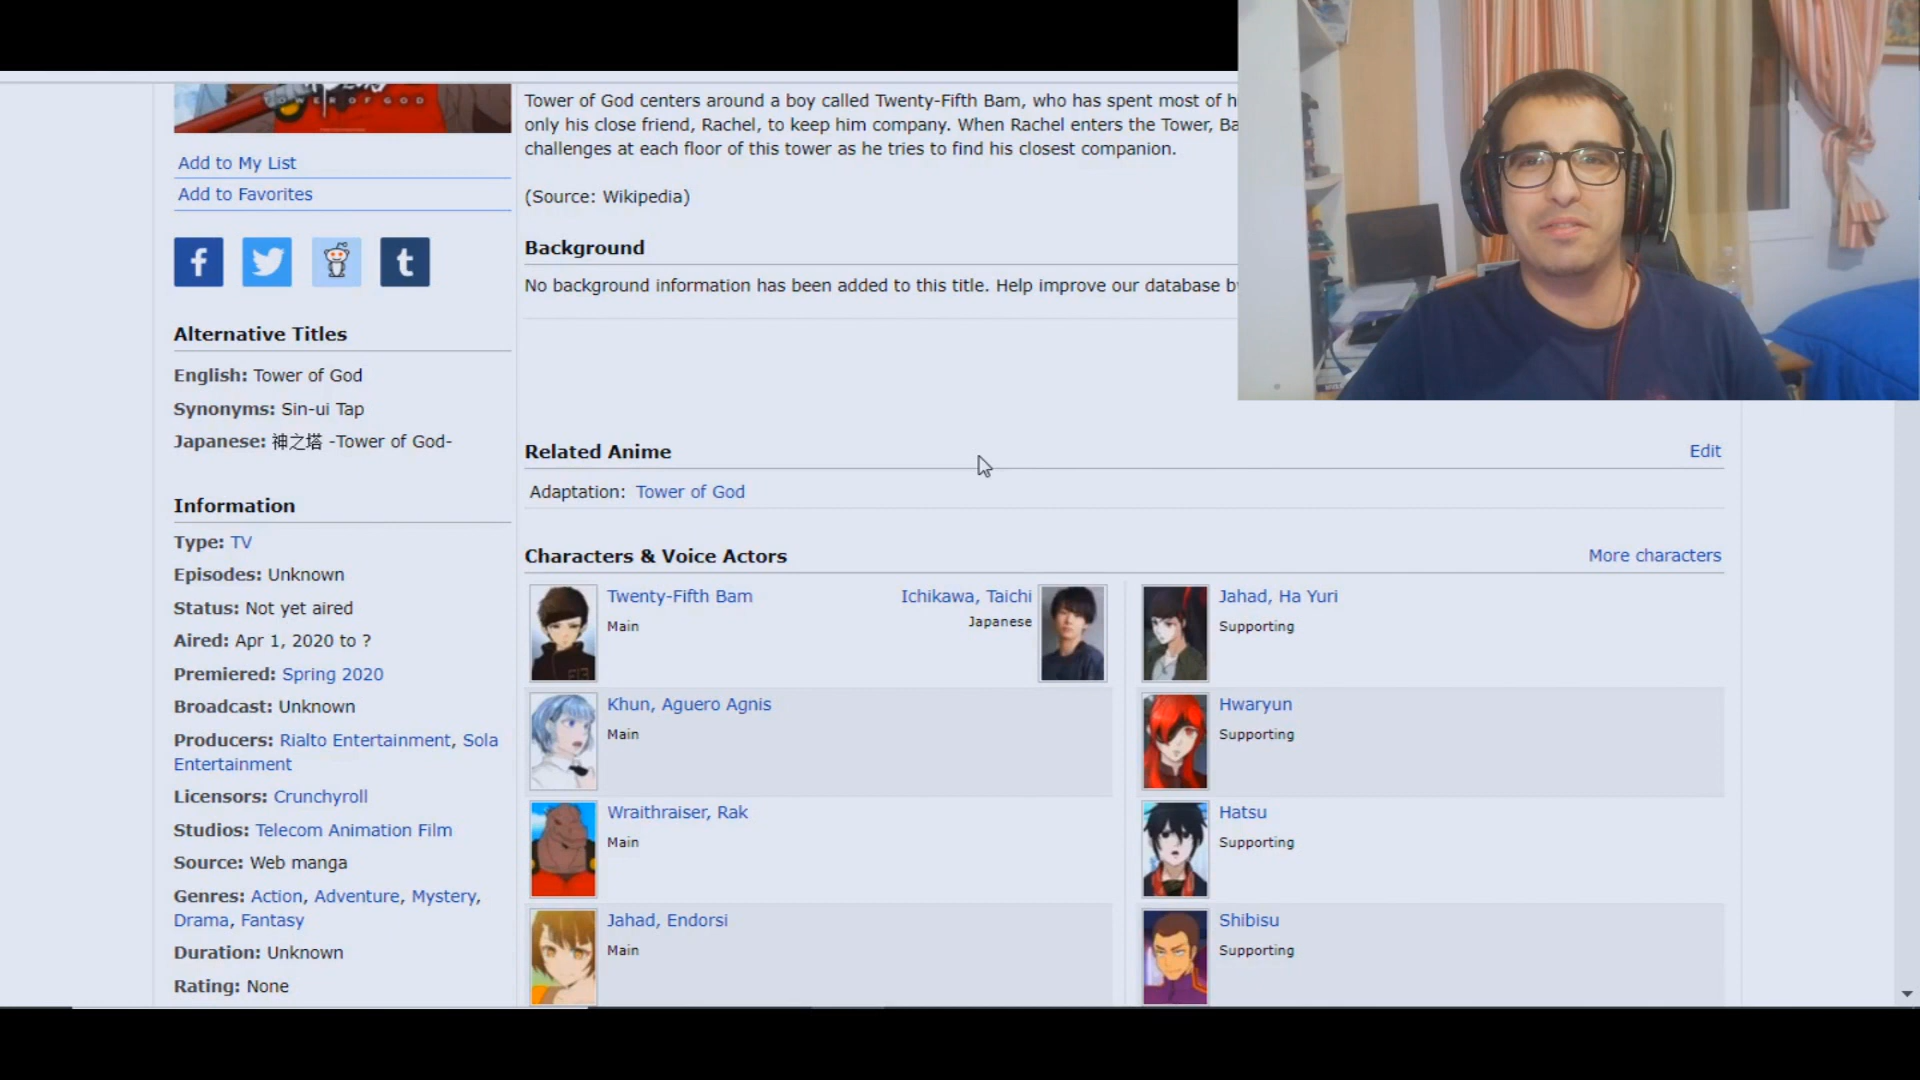 TOWER OF GOD
Add to My List
Add to Favorites
Alternative Titles
English: Tower of God
Synonyms: Sin-ui Tap
Japanese: 神之塔 -Tower of God-
Information
Type: TV
Episodes: Unknown
Status: Not yet aired
Aired: Apr 1, 2020 to ?
Premiered: Spring 2020
Broadcast: Unknown
Producers: Rialto Entertainment, Sola
Entertainment
Licensors: Crunchyroll
Studios: Telecom Animation Film
Source: Web manga
Genres: Action, Adventure, Mystery,
Drama, Fantasy
Duration: Unknown
Rating: None
Tower of God centers around a boy called Twenty-Fifth Bam, who has spent most of h
only his close friend, Rachel, to keep him company. When Rachel enters the Tower, Ba
challenges at each floor of this tower as he tries to find his closest companion.
(Source: Wikipedia)
Background
No background information has been added to this title. Help improve our database b
Related Anime
Edit
Adaptation: Tower of God
Characters & Voice Actors
More characters
Twenty-Fifth Bam
Main
Ichikawa, Taichi
Japanese
Jahad, Ha Yuri
Supporting
Khun, Aguero Agnis
Main
Hwaryun
Supporting
Wraithraiser, Rak
Main
Hatsu
Supporting
Jahad, Endorsi
Main
Shibisu
Supporting